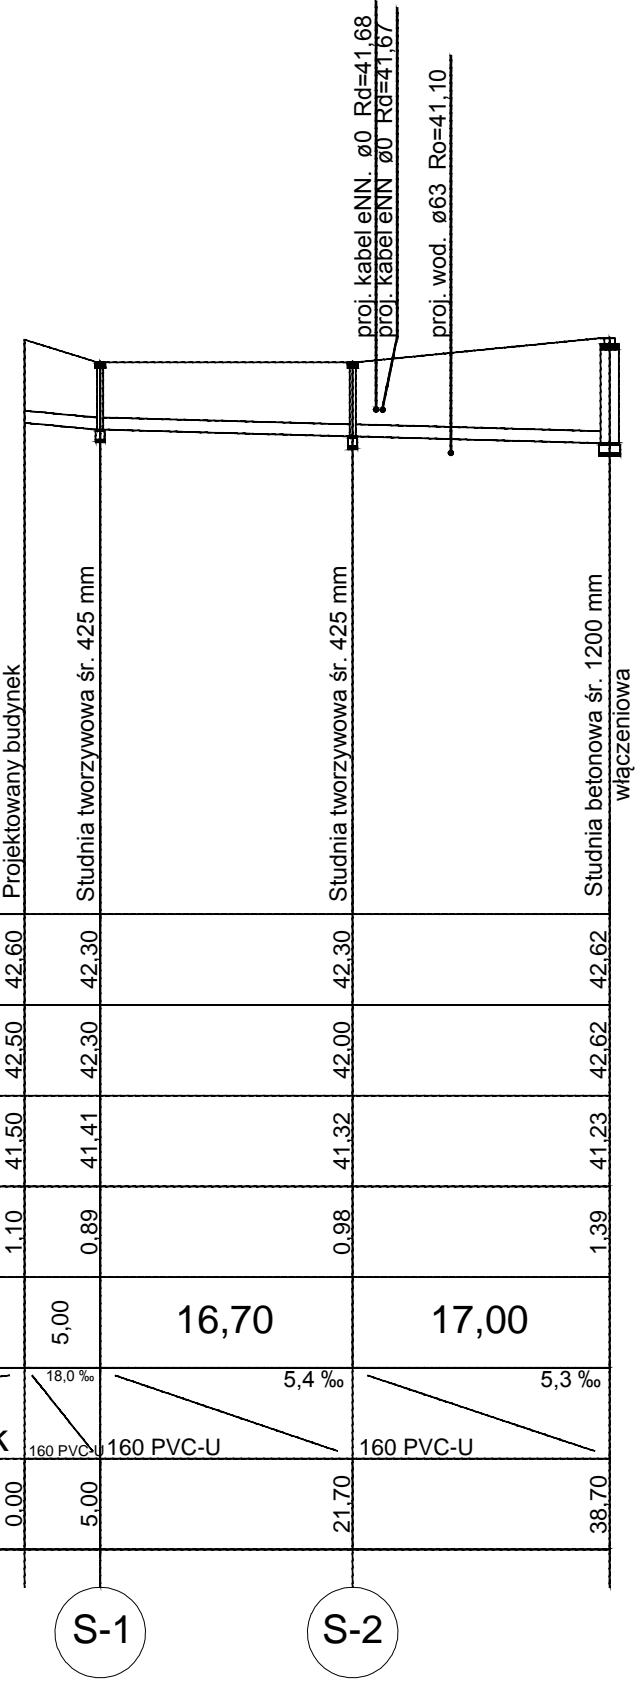 proj. kabel eNN. ø0 Rd=41,68
proj. kabel eNN ø0 Rd=41,67
proj. wod. ø63 Ro=41,10
Projektowany budynek
Studnia tworzywowa śr. 425 mm
Studnia tworzywowa śr. 425 mm
Studnia betonowa śr. 1200 mm
włączeniowa
42,60 42,30 42,30 42,62
42,50 42,30 42,00 42,62
41,50 41,41 41,32 41,23
1,10 0,89 0,98 1,39
5,00 16,70 17,00
18,0 ‰ 5,4 ‰ 5,3 ‰
160 PVC-U 160 PVC-U 160 PVC-U
0,00 5,00 21,70 38,70
S-1 S-2